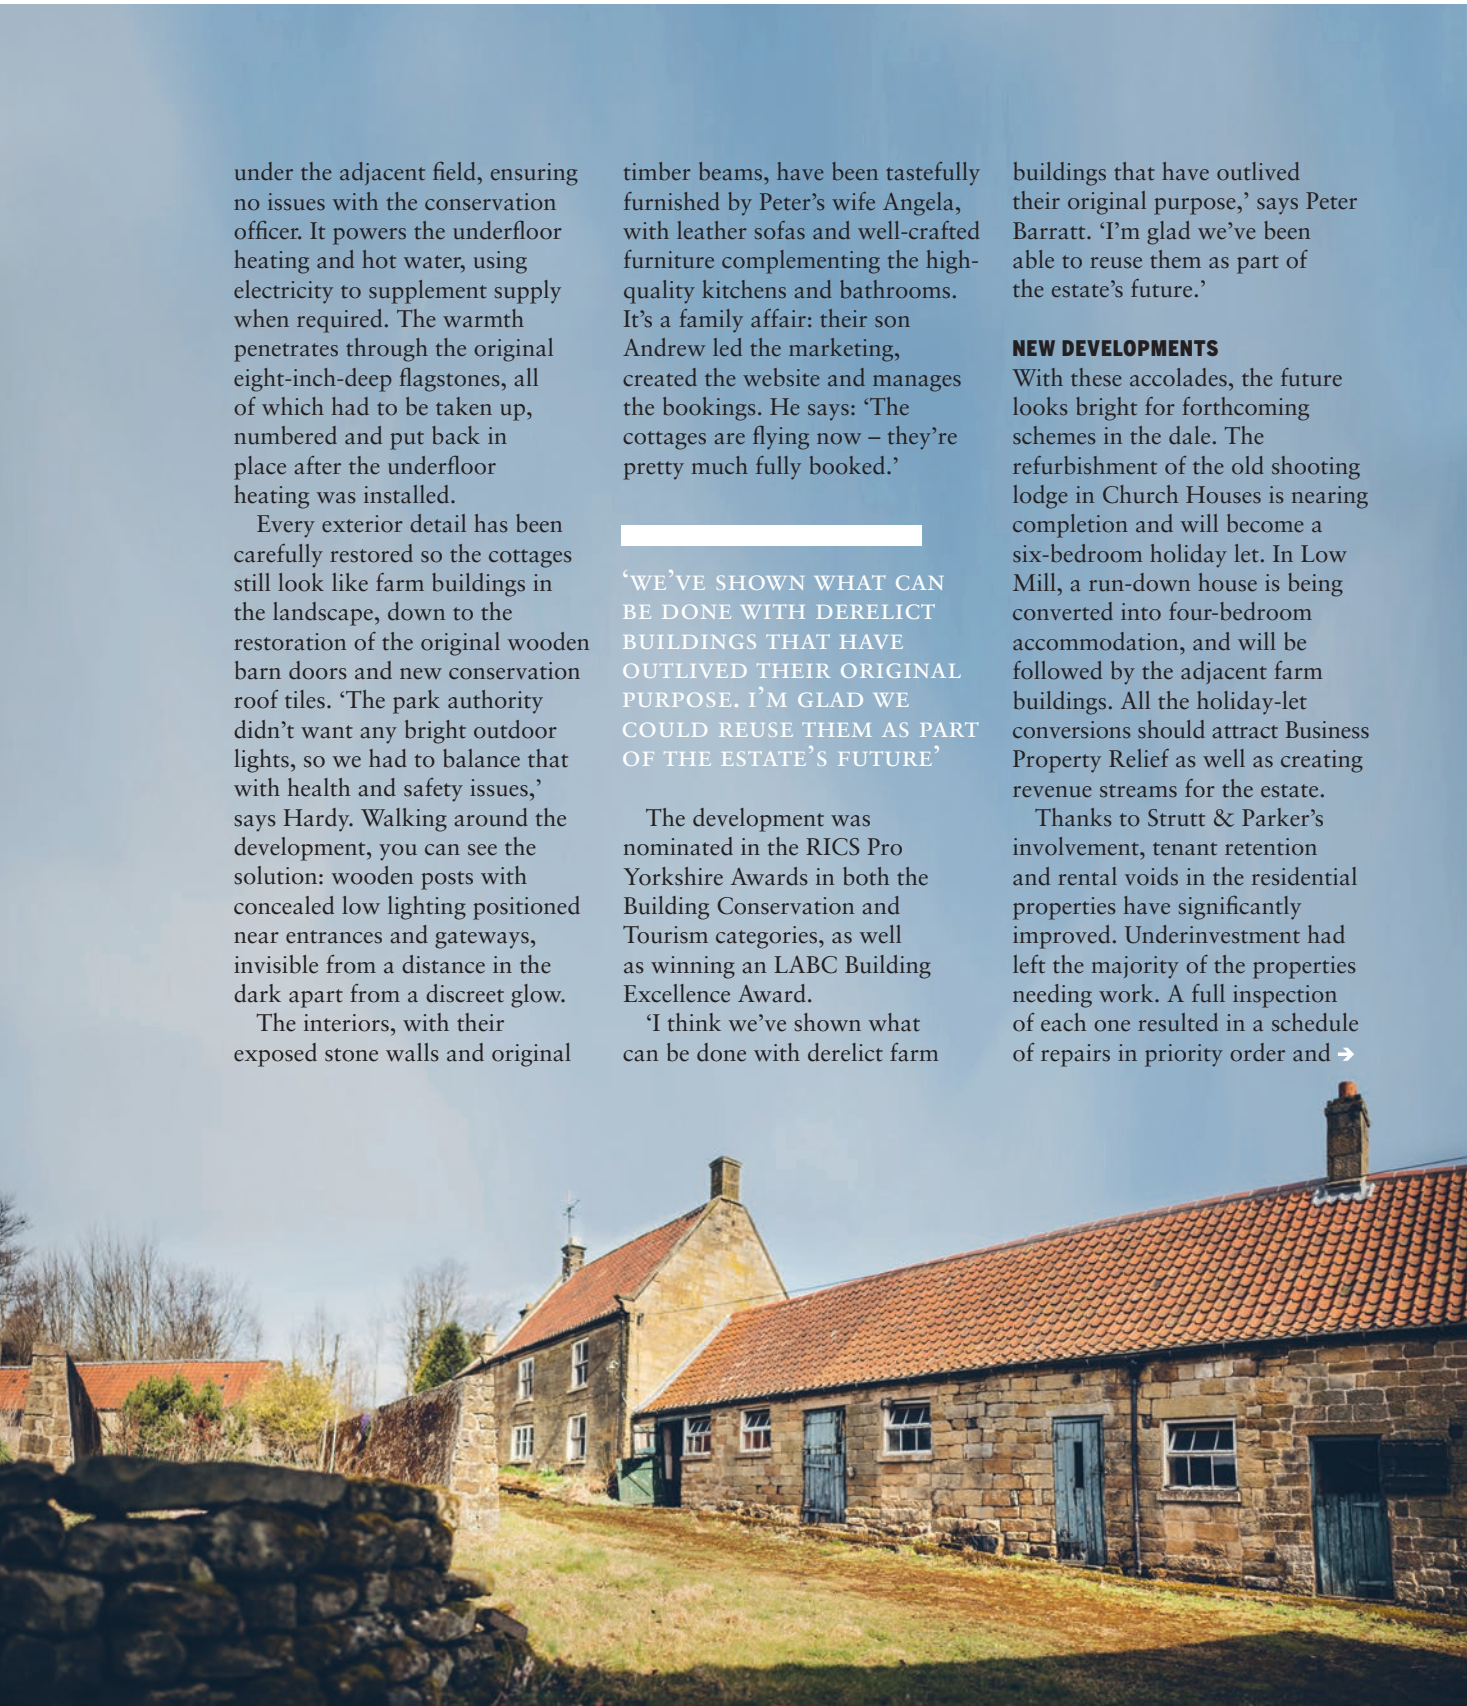 under the adjacent field, ensuring
no issues with the conservation
officer. It powers the underfloor
heating and hot water, using
electricity to supplement supply
when required. The warmth
penetrates through the original
eight-inch-deep flagstones, all
of which had to be taken up,
numbered and put back in
place after the underfloor
heating was installed.
Every exterior detail has been
carefully restored so the cottages
still look like farm buildings in
the landscape, down to the
restoration of the original wooden
barn doors and new conservation
roof tiles. ‘The park authority
didn’t want any bright outdoor
lights, so we had to balance that
with health and safety issues,’
says Hardy. Walking around the
development, you can see the
solution: wooden posts with
concealed low lighting positioned
near entrances and gateways,
invisible from a distance in the
dark apart from a discreet glow.
The interiors, with their
exposed stone walls and original
timber beams, have been tastefully
furnished by Peter’s wife Angela,
with leather sofas and well-crafted
furniture complementing the high-
quality kitchens and bathrooms.
It’s a family affair: their son
Andrew led the marketing,
created the website and manages
the bookings. He says: ‘The
cottages are flying now – they’re
pretty much fully booked.’
‘WE’VE SHOWN WHAT CAN
BE DONE WITH DERELICT
BUILDINGS THAT HAVE
OUTLIVED THEIR ORIGINAL
PURPOSE. I’M GLAD WE
COULD REUSE THEM AS PART
OF THE ESTATE’S FUTURE’
The development was
nominated in the RICS Pro
Yorkshire Awards in both the
Building Conservation and
Tourism categories, as well
as winning an LABC Building
Excellence Award.
‘I think we’ve shown what
can be done with derelict farm
buildings that have outlived
their original purpose,’ says Peter
Barratt. ‘I’m glad we’ve been
able to reuse them as part of
the estate’s future.’
NEW DEVELOPMENTS
With these accolades, the future
looks bright for forthcoming
schemes in the dale. The
refurbishment of the old shooting
lodge in Church Houses is nearing
completion and will become a
six-bedroom holiday let. In Low
Mill, a run-down house is being
converted into four-bedroom
accommodation, and will be
followed by the adjacent farm
buildings. All the holiday-let
conversions should attract Business
Property Relief as well as creating
revenue streams for the estate.
Thanks to Strutt & Parker’s
involvement, tenant retention
and rental voids in the residential
properties have significantly
improved. Underinvestment had
left the majority of the properties
needing work. A full inspection
of each one resulted in a schedule
of repairs in priority order and ➔